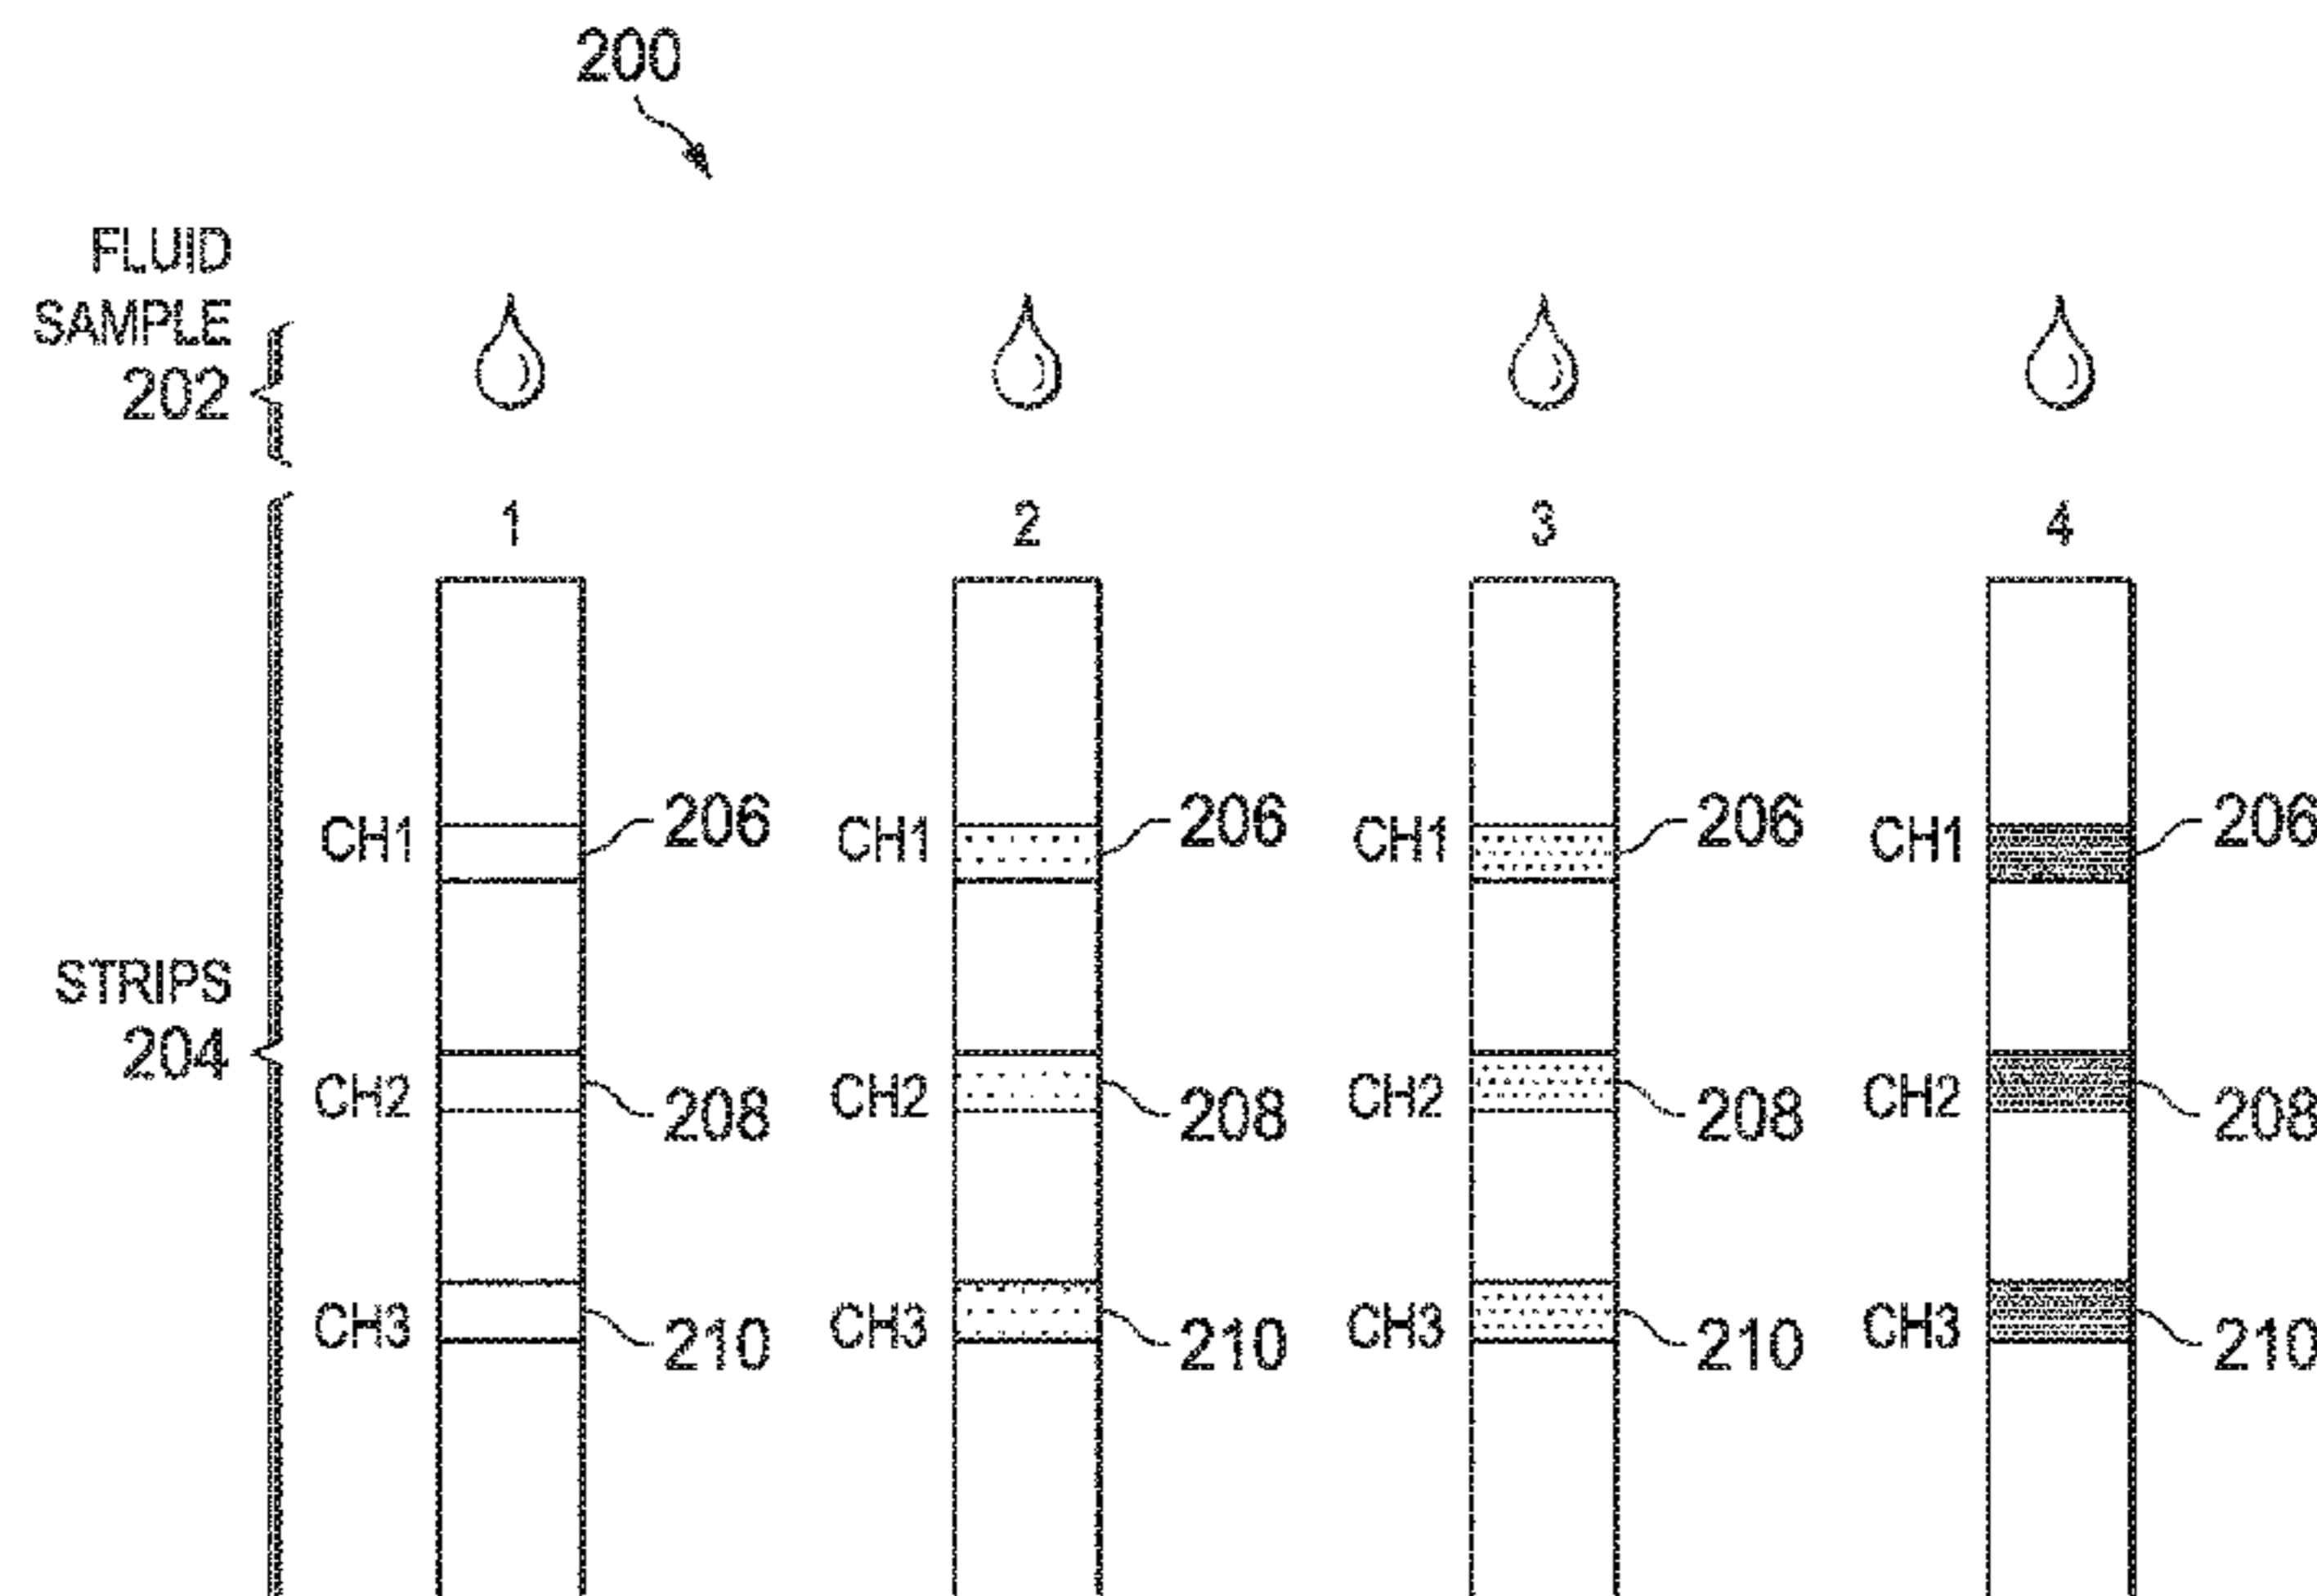 200
FLUID
SAMPLE
202
1 2 3 4
CH1 206 CH1 206 CH1 206 CH1 206
STRIPS
204
CH2 208 CH2 208 CH2 208 CH2 208
CH3 210 CH3 210 CH3 210 CH3 210